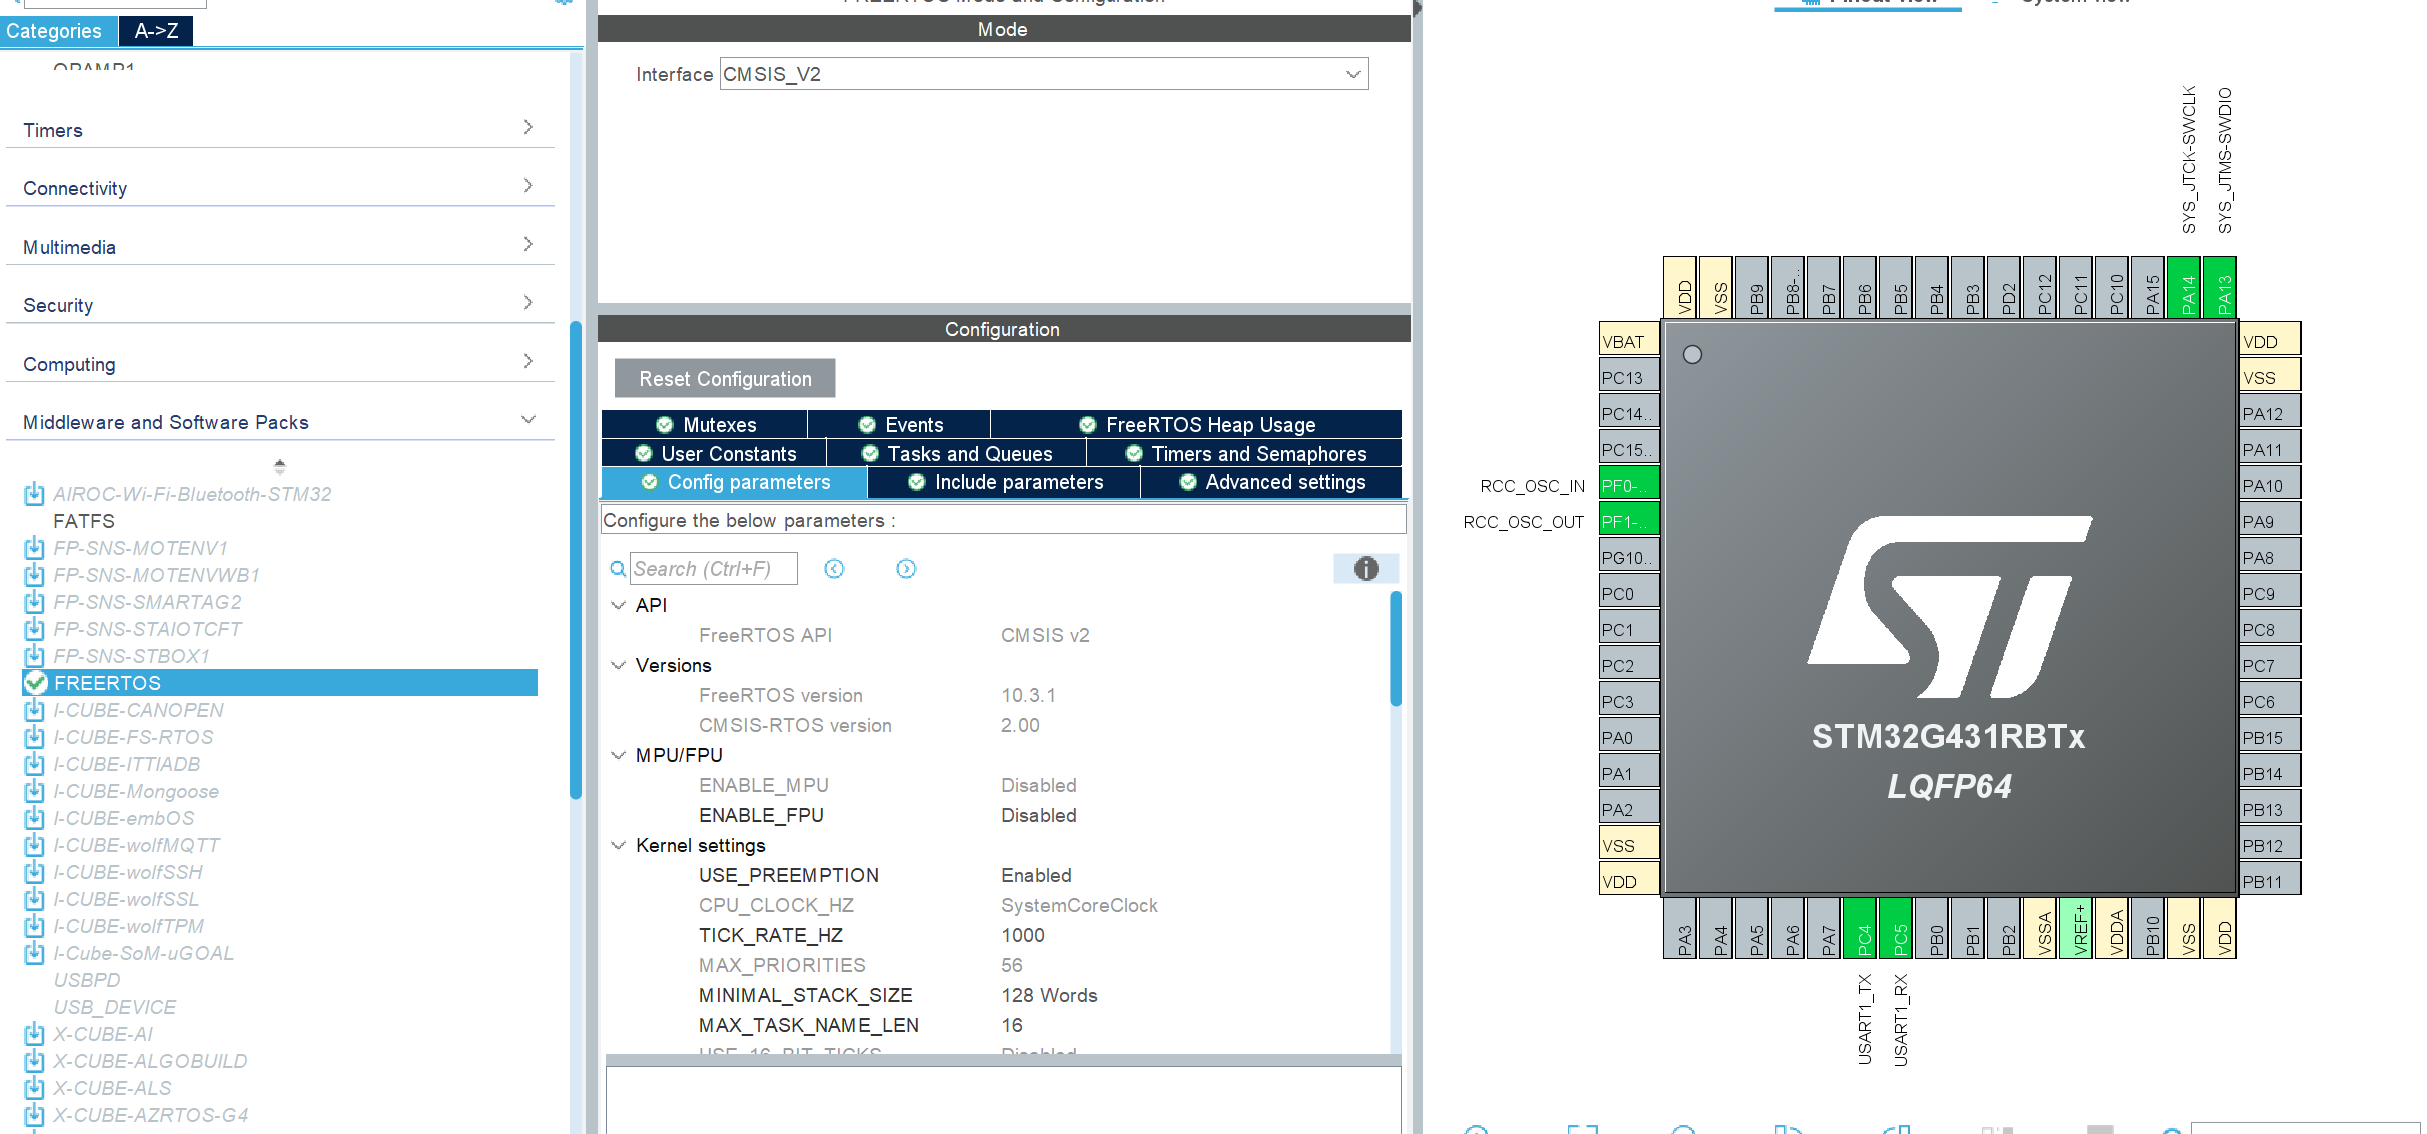 Categories
A->Z
Timers
Connectivity
Multimedia
Security
Computing
Middleware and Software Packs
AIROC-Wi-Fi-Bluetooth-STM32
FATFS
FP-SNS-MOTENV1
FP-SNS-MOTENVWB1
FP-SNS-SMARTAG2
FP-SNS-STAIOTCFT
FP-SNS-STBOX1
FREERTOS
I-CUBE-CANOPEN
I-CUBE-FS-RTOS
I-CUBE-ITTIADB
I-CUBE-Mongoose
I-CUBE-embOS
I-CUBE-wolfMQTT
I-CUBE-wolfSSH
I-CUBE-wolfSSL
I-CUBE-wolfTPM
I-Cube-SoM-uGOAL
USBPD
USB_DEVICE
X-CUBE-AI
X-CUBE-ALGOBUILD
X-CUBE-ALS
X-CUBE-AZRTOS-G4
Mode
Interface CMSIS_V2
Configuration
Reset Configuration
Mutexes Events FreeRTOS Heap Usage
User Constants Tasks and Queues Timers and Semaphores
Config parameters Include parameters Advanced settings
Configure the below parameters :
Search (Ctrl+F)
API
FreeRTOS API CMSIS v2
Versions
FreeRTOS version 10.3.1
CMSIS-RTOS version 2.00
MPU/FPU
ENABLE_MPU Disabled
ENABLE_FPU Disabled
Kernel settings
USE_PREEMPTION Enabled
CPU_CLOCK_HZ SystemCoreClock
TICK_RATE_HZ 1000
MAX_PRIORITIES 56
MINIMAL_STACK_SIZE 128 Words
MAX_TASK_NAME_LEN 16
USE_16_BIT_TICKS Disabled
SYS_JTCK-SWCLK
SYS_JTMS-SWDIO
VDD
VSS
PB9
PB8-..
PB7
PB6
PB5
PB4
PB3
PD2
PC12
PC11
PC10
PA15
PA14
PA13
VBAT
PC13
PC14..
PC15..
RCC_OSC_IN PF0-..
RCC_OSC_OUT PF1-..
PG10..
PC0
PC1
PC2
PC3
PA0
PA1
PA2
VSS
VDD
ST
STM32G431RBTx
LQFP64
VDD
VSS
PA12
PA11
PA10
PA9
PA8
PC9
PC8
PC7
PC6
PB15
PB14
PB13
PB12
PB11
PA3
PA4
PA5
PA6
PA7
PC4
PC5
PB0
PB1
PB2
VSSA
VREF+
VDDA
PB10
VSS
VDD
USART1_TX
USART1_RX